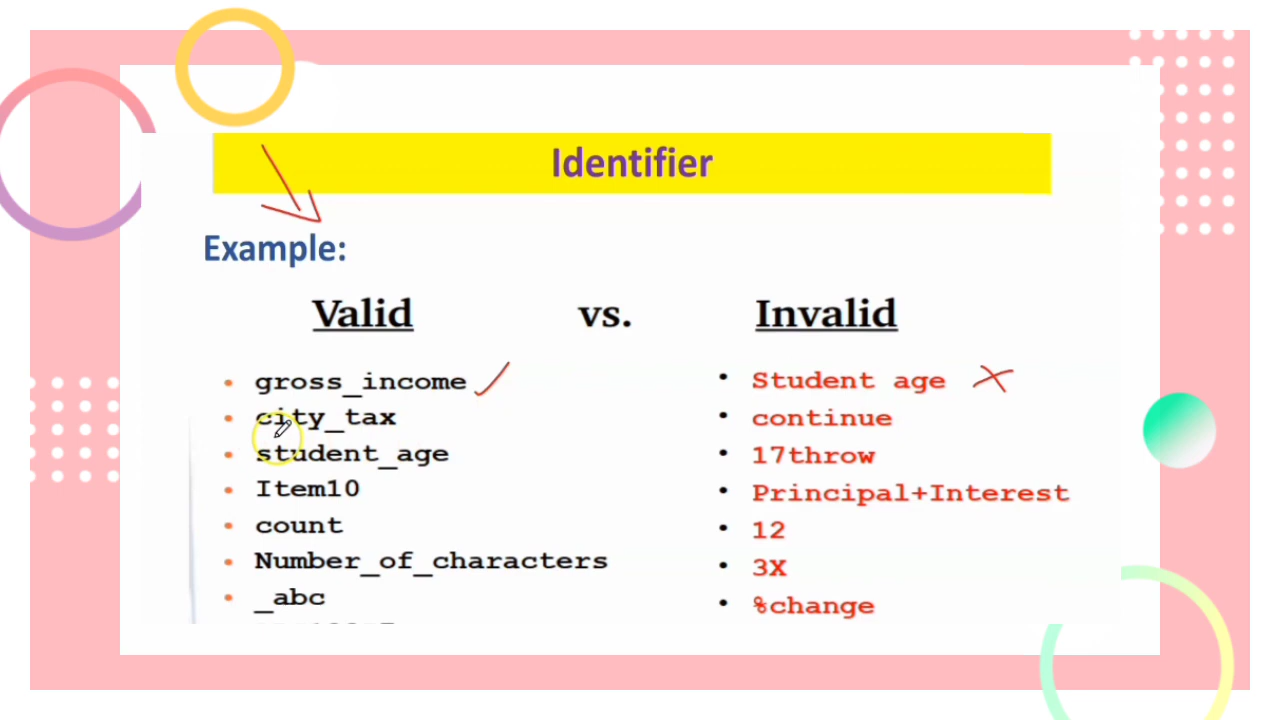 Identifier
Example:
Valid vs. Invalid
gross_income
city_tax
student_age
Item10
count
Number_of_characters
_abc
Student age
continue
17throw
Principal+Interest
12
3X
%change